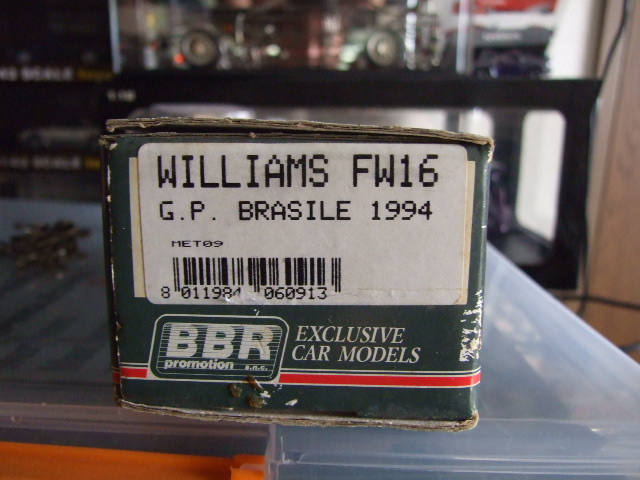 WILLIAMS FW16
G.P. BRASILE 1994
MET09
8 011984 060913
BBR
promotion s.n.c.
EXCLUSIVE
CAR MODELS